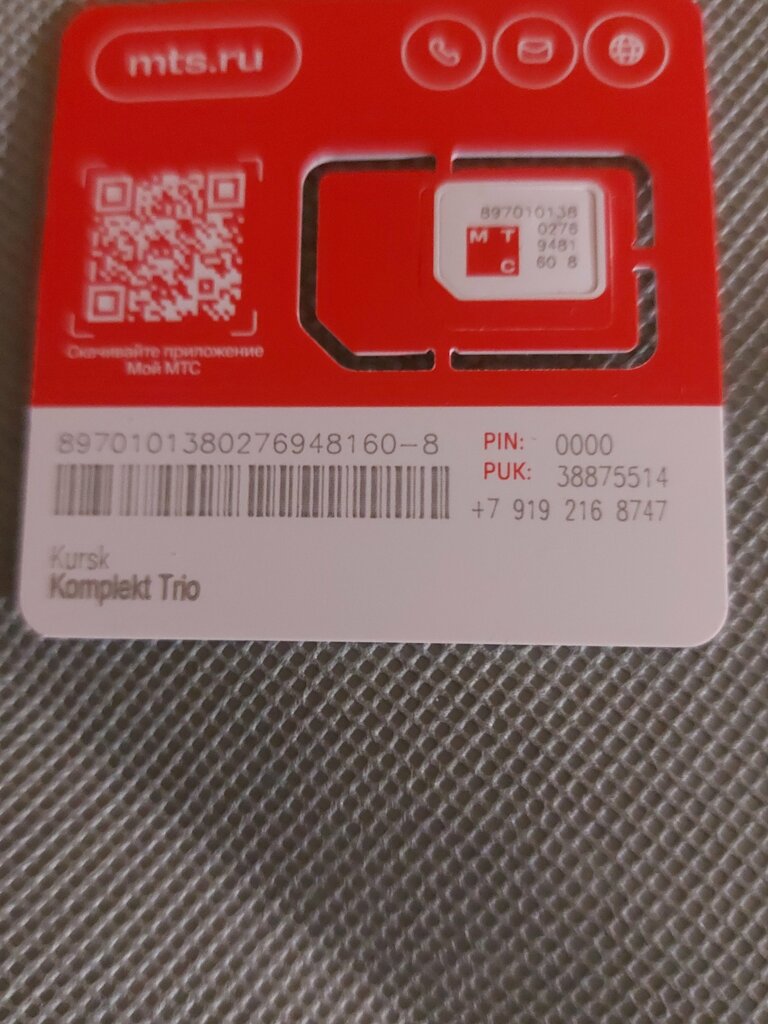 mts.ru
897010138
0276
9481
60 8
М Т
С
Скачивайте приложение
Мой МТС
8970101380276948160-8
PIN: 0000
PUK: 38875514
+7 919 216 8747
Kursk
Komplekt Trio